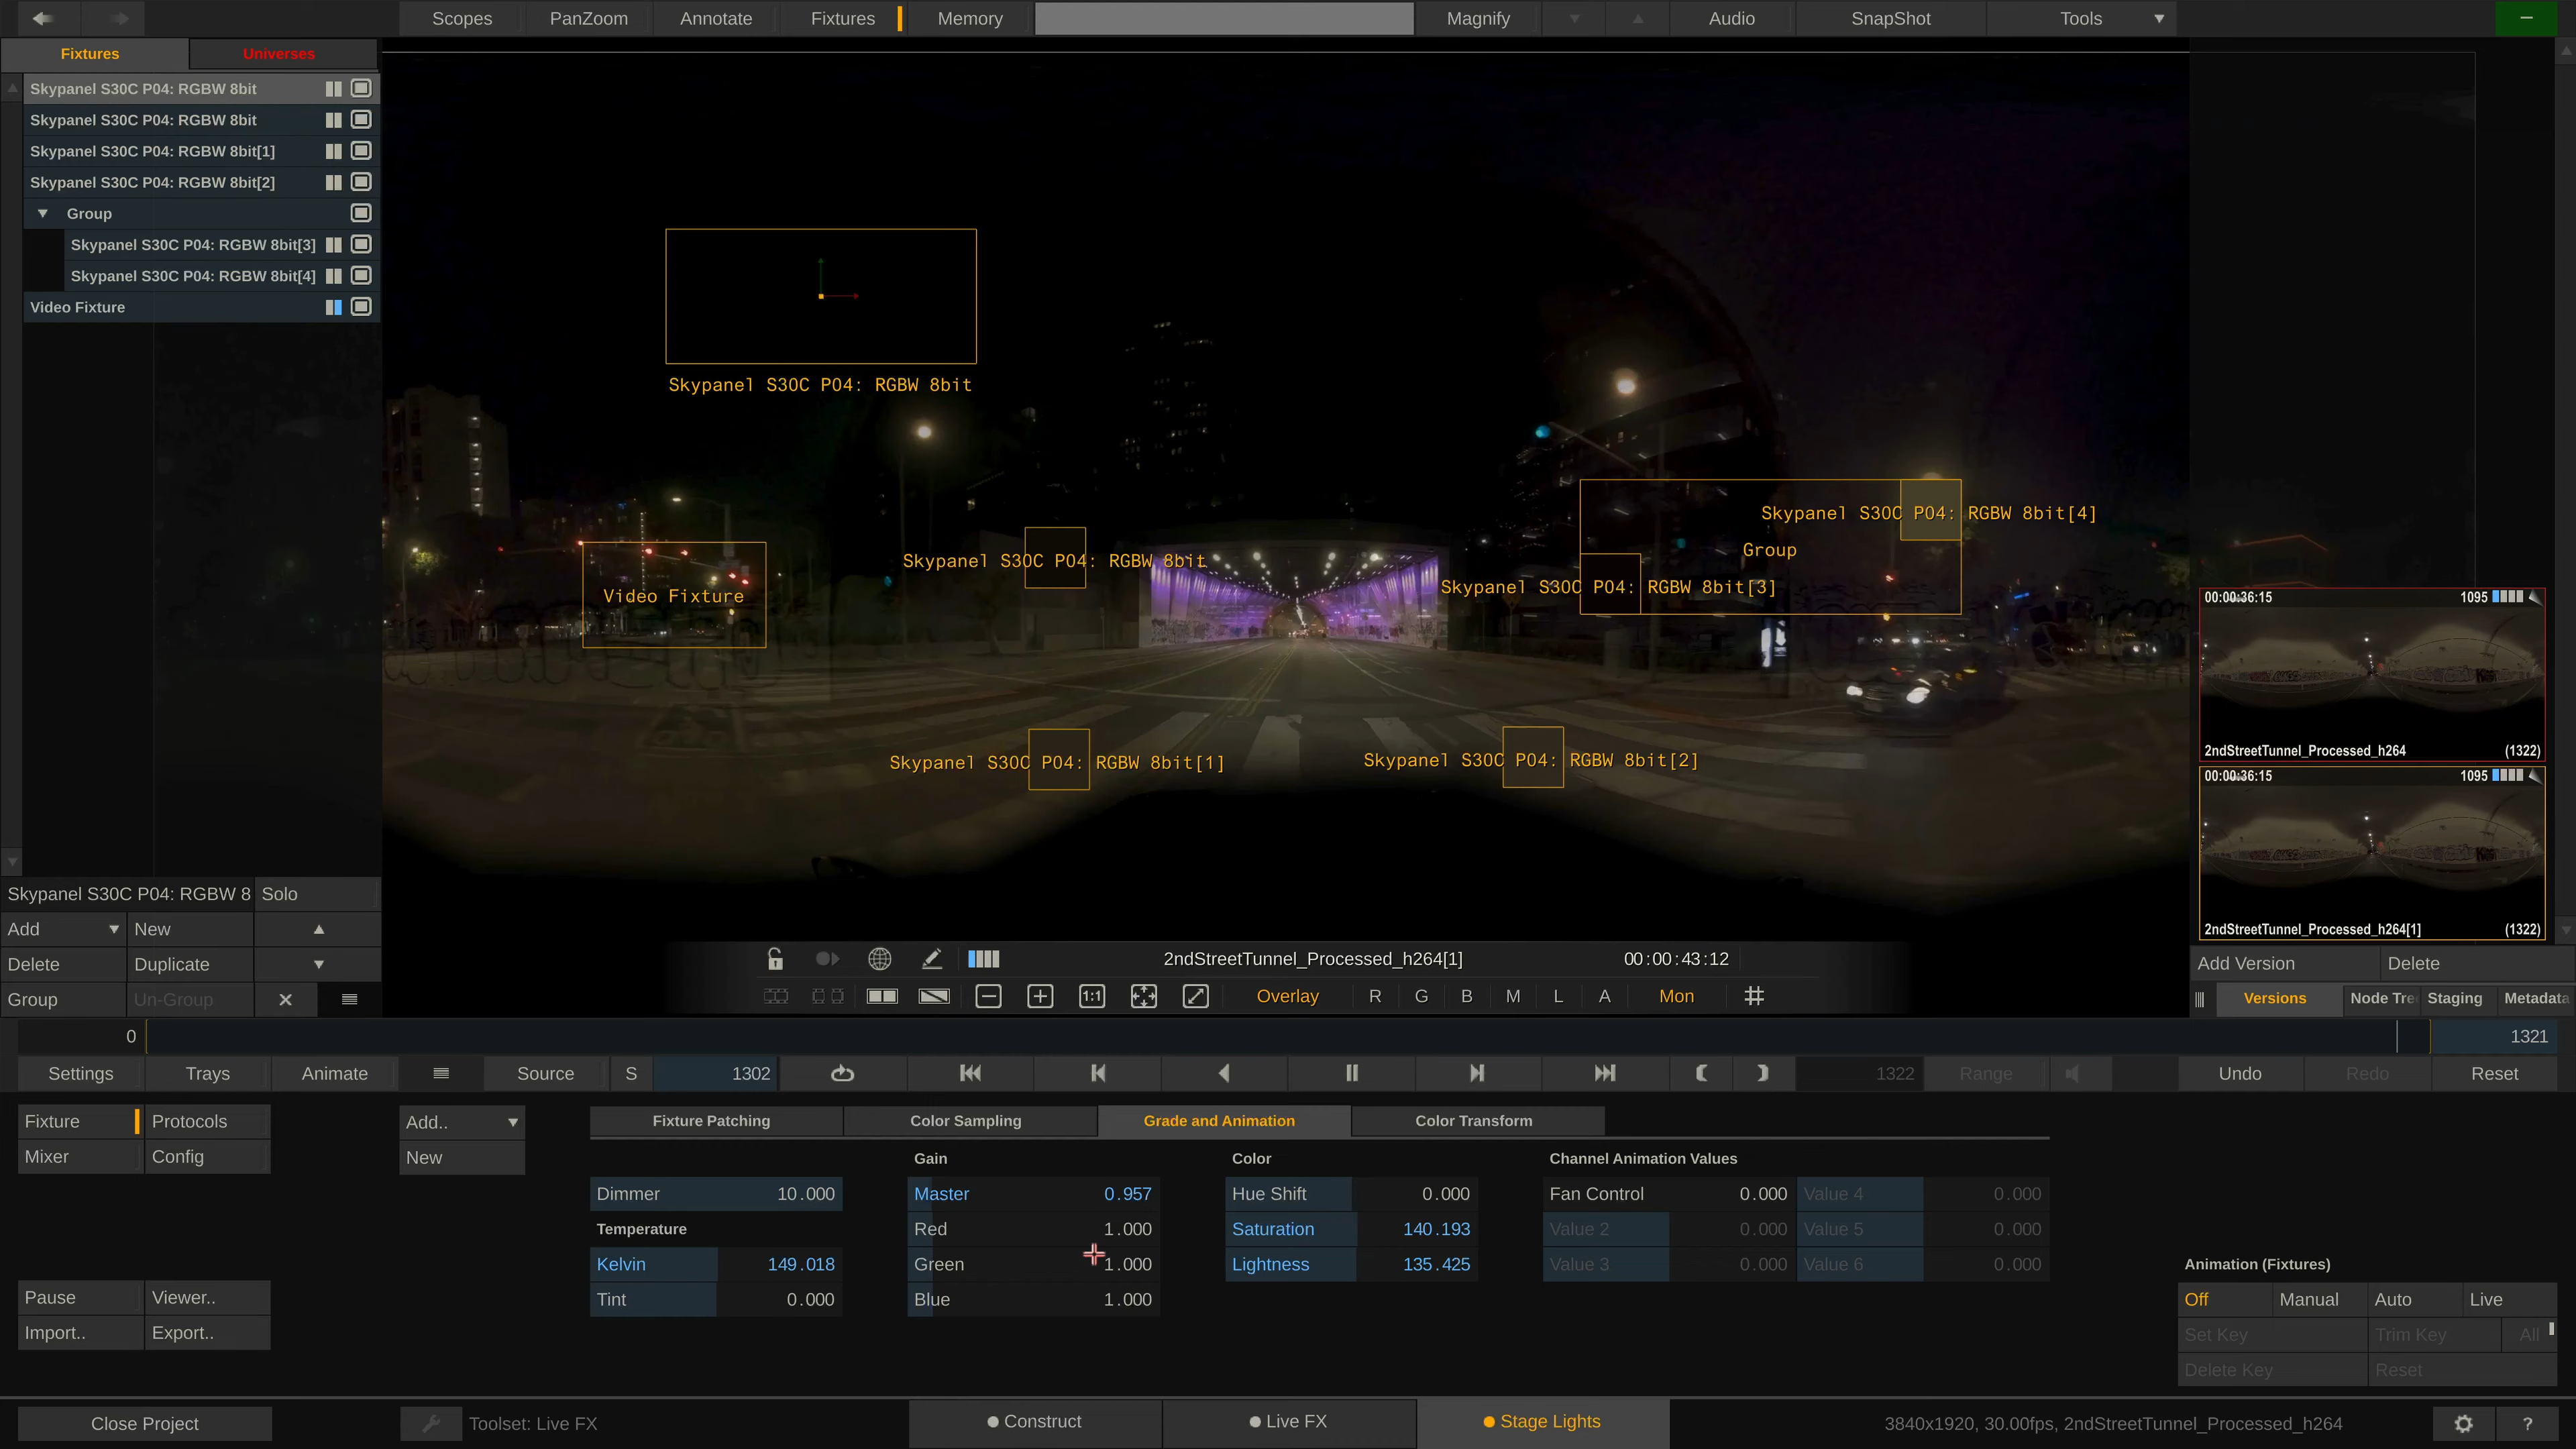 Scopes PanZoom Annotate Fixtures Memory Magnify Audio SnapShot Tools
Fixtures Universes
Skypanel S30C P04: RGBW 8bit
Skypanel S30C P04: RGBW 8bit
Skypanel S30C P04: RGBW 8bit[1]
Skypanel S30C P04: RGBW 8bit[2]
Group
Skypanel S30C P04: RGBW 8bit[3]
Skypanel S30C P04: RGBW 8bit[4]
Video Fixture
Skypanel S30C P04: RGBW 8bit
Skypanel S30C P04: RGBW 8bit[4]
Group
Skypanel S30C P04: RGBW 8bit
Skypanel S30C P04: RGBW 8bit[3]
Video Fixture
Skypanel S30C P04: RGBW 8bit[1]
Skypanel S30C P04: RGBW 8bit[2]
00:00:36:15 1095
2ndStreetTunnel_Processed_h264 (1322)
00:00:36:15 1095
2ndStreetTunnel_Processed_h264[1] (1322)
Skypanel S30C P04: RGBW 8 Solo
Add New
Delete Duplicate
Group Un-Group
2ndStreetTunnel_Processed_h264[1] 00:00:43:12
1:1 Overlay R G B M L A Mon
Add Version Delete
Versions Node Tre Staging Metadata
0 1321
Settings Trays Animate Source S 1302 1322 Range Undo Redo Reset
Fixture Protocols
Mixer Config
Add..
New
Fixture Patching Color Sampling Grade and Animation Color Transform
Gain Color Channel Animation Values
Dimmer 10.000 Master 0.957 Hue Shift 0.000 Fan Control 0.000 Value 4 0.000
Temperature Red 1.000 Saturation 140.193 Value 2 0.000 Value 5 0.000
Kelvin 149.018 Green 1.000 Lightness 135.425 Value 3 0.000 Value 6 0.000
Tint 0.000 Blue 1.000
Pause Viewer..
Import.. Export..
Animation (Fixtures)
Off Manual Auto Live
Set Key Trim Key All
Delete Key Reset
Close Project Toolset: Live FX Construct Live FX Stage Lights 3840x1920, 30.00fps, 2ndStreetTunnel_Processed_h264 ?